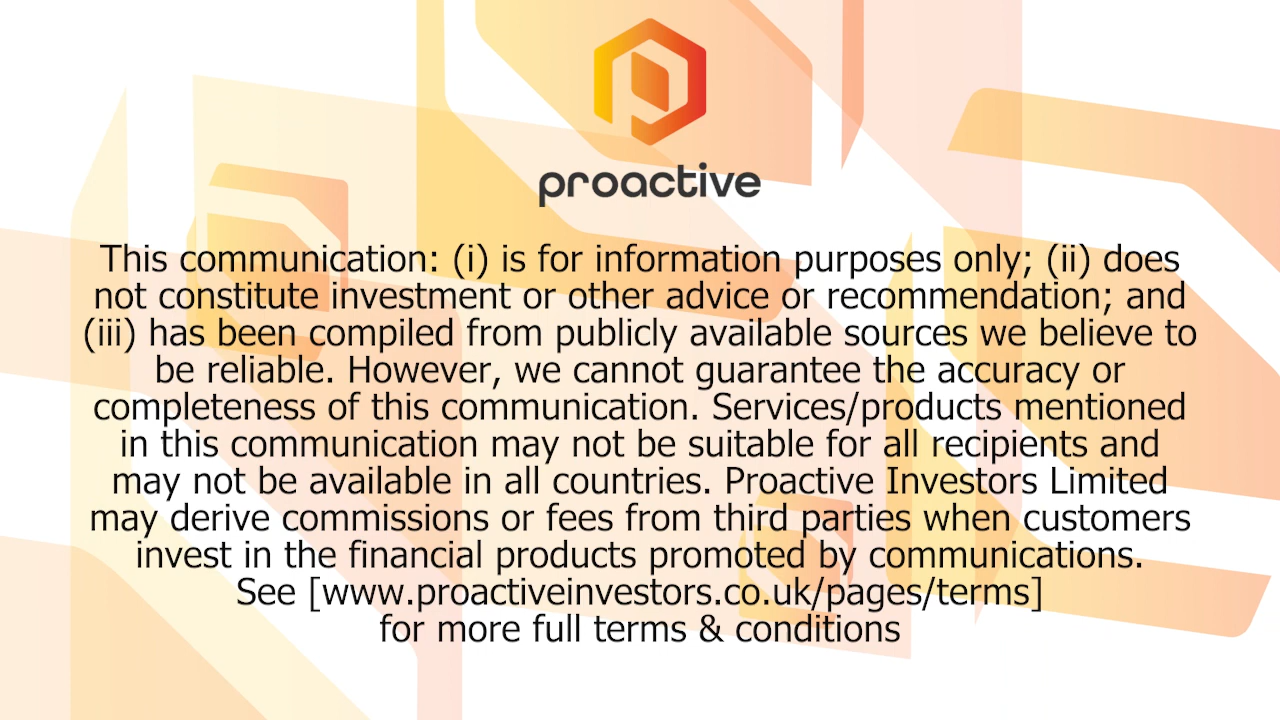 proactive
This communication: (i) is for information purposes only; (ii) does
not constitute investment or other advice or recommendation; and
(iii) has been compiled from publicly available sources we believe to
be reliable. However, we cannot guarantee the accuracy or
completeness of this communication. Services/products mentioned
in this communication may not be suitable for all recipients and
may not be available in all countries. Proactive Investors Limited
may derive commissions or fees from third parties when customers
invest in the financial products promoted by communications.
See [www.proactiveinvestors.co.uk/pages/terms]
for more full terms & conditions